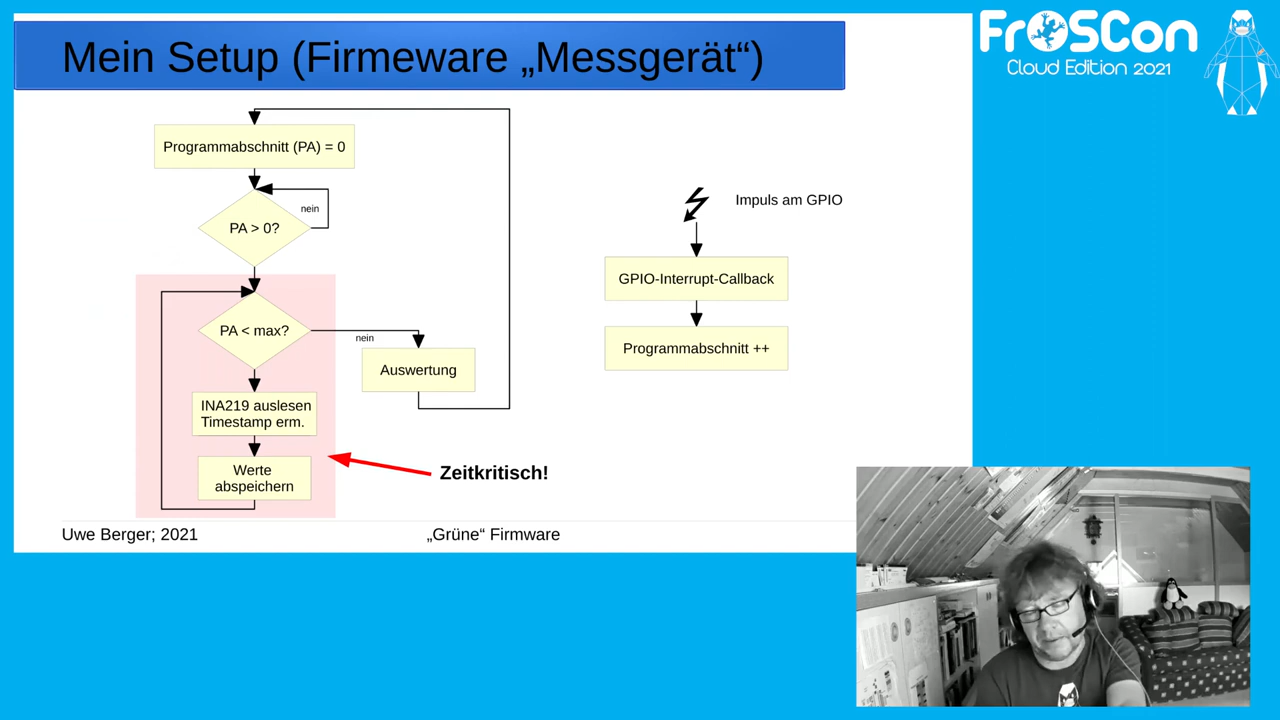 Mein Setup (Firmeware „Messgerät“)
FrOSCon
Cloud Edition 2021
Programmabschnitt (PA) = 0
nein
PA > 0?
PA < max?
nein
Auswertung
INA219 auslesen
Timestamp erm.
Werte
abspeichern
Zeitkritisch!
Impuls am GPIO
GPIO-Interrupt-Callback
Programmabschnitt ++
Uwe Berger; 2021
„Grüne“ Firmware